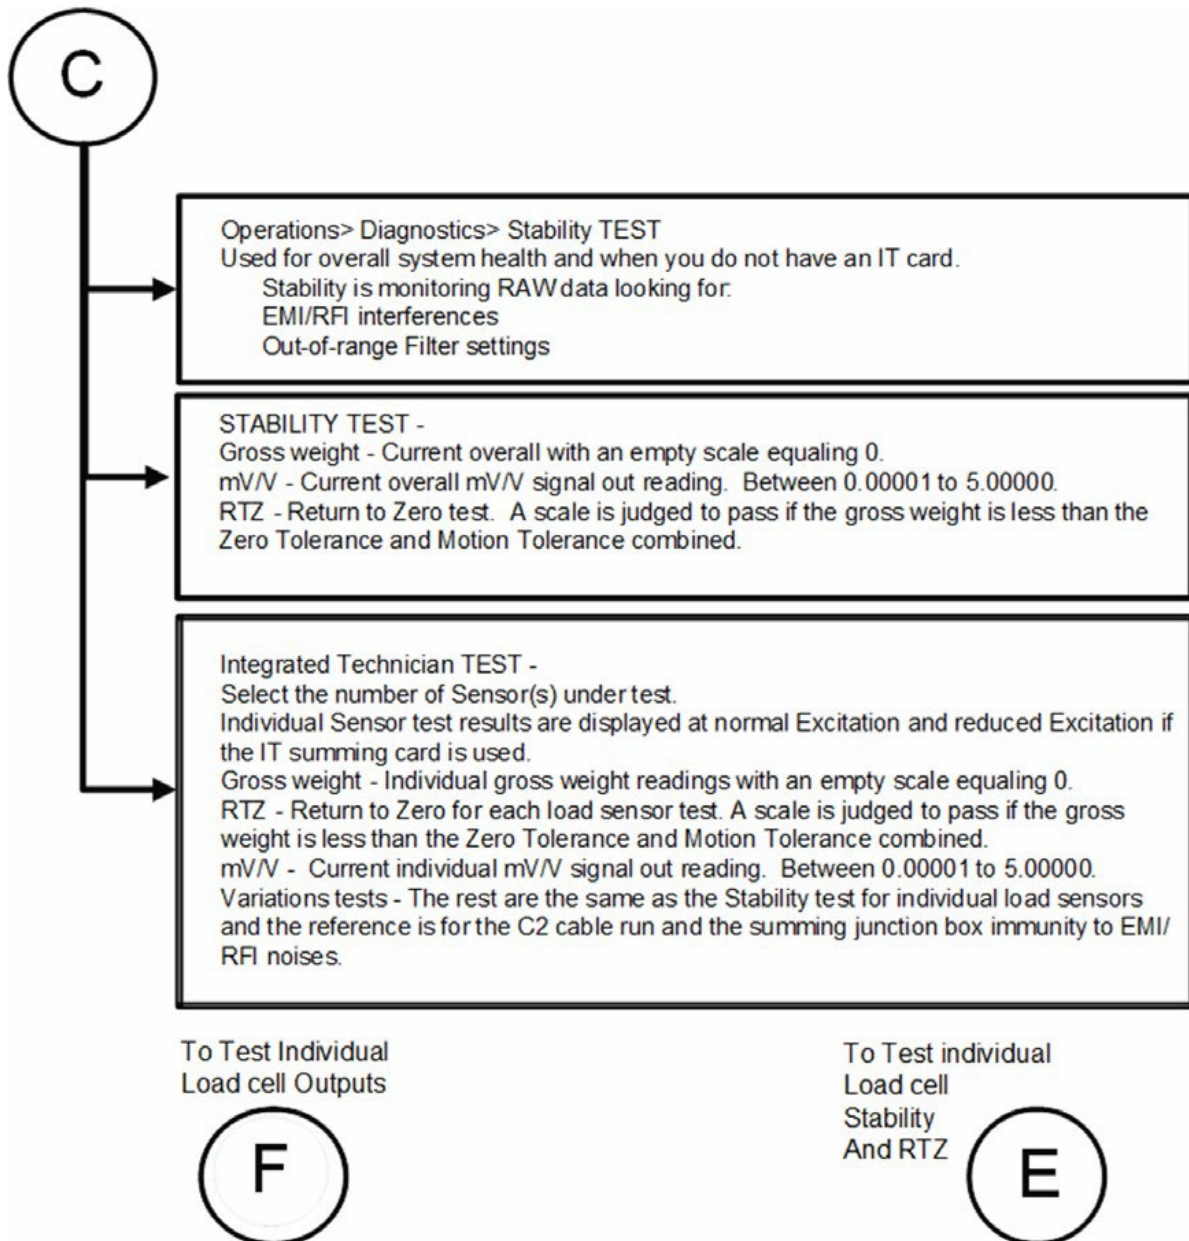 C
Operations> Diagnostics> Stability TEST
Used for overall system health and when you do not have an IT card.
Stability is monitoring RAW data looking for:
EMI/RFI interferences
Out-of-range Filter settings
STABILITY TEST -
Gross weight - Current overall with an empty scale equaling 0.
mV/V - Current overall mV/V signal out reading. Between 0.00001 to 5.00000.
RTZ - Return to Zero test. A scale is judged to pass if the gross weight is less than the
Zero Tolerance and Motion Tolerance combined.
Integrated Technician TEST -
Select the number of Sensor(s) under test.
Individual Sensor test results are displayed at normal Excitation and reduced Excitation if
the IT summing card is used.
Gross weight - Individual gross weight readings with an empty scale equaling 0.
RTZ - Return to Zero for each load sensor test. A scale is judged to pass if the gross
weight is less than the Zero Tolerance and Motion Tolerance combined.
mV/V - Current individual mV/V signal out reading. Between 0.00001 to 5.00000.
Variations tests - The rest are the same as the Stability test for individual load sensors
and the reference is for the C2 cable run and the summing junction box immunity to EMI/
RFI noises.
To Test Individual
Load cell Outputs
F
To Test individual
Load cell
Stability
And RTZ
E